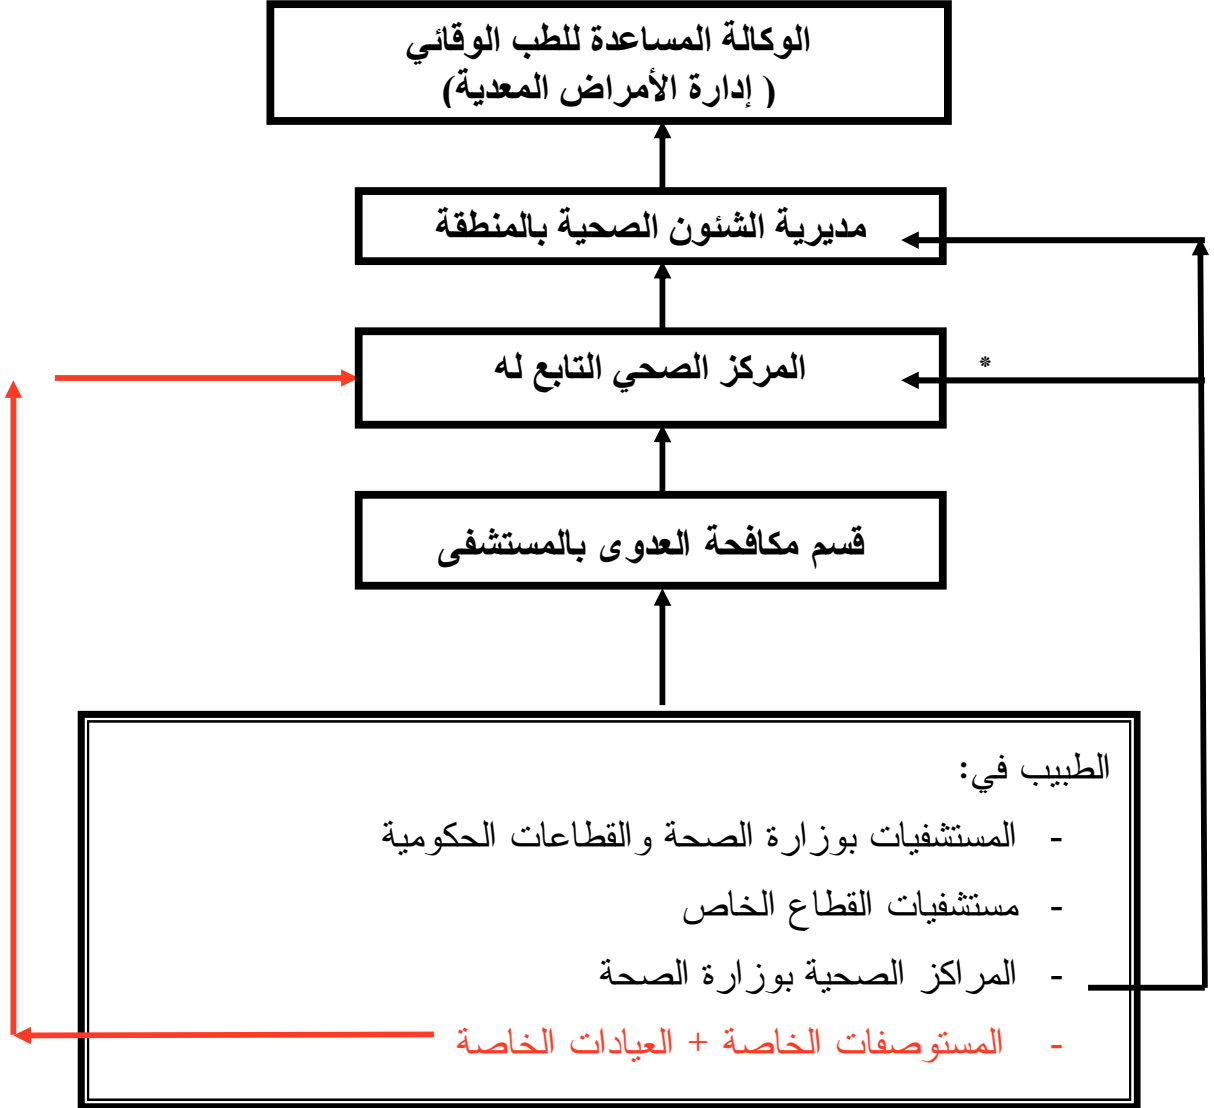 الوكالة المساعدة للطب الوقائي
( إدارة الأمراض المعدية)
مديرية الشئون الصحية بالمنطقة
المركز الصحي التابع له
*
قسم مكافحة العدوى بالمستشفى
الطبيب في:
- المستشفيات بوزارة الصحة والقطاعات الحكومية
- مستشفيات القطاع الخاص
- المراكز الصحية بوزارة الصحة
- المستوصفات الخاصة + العيادات الخاصة